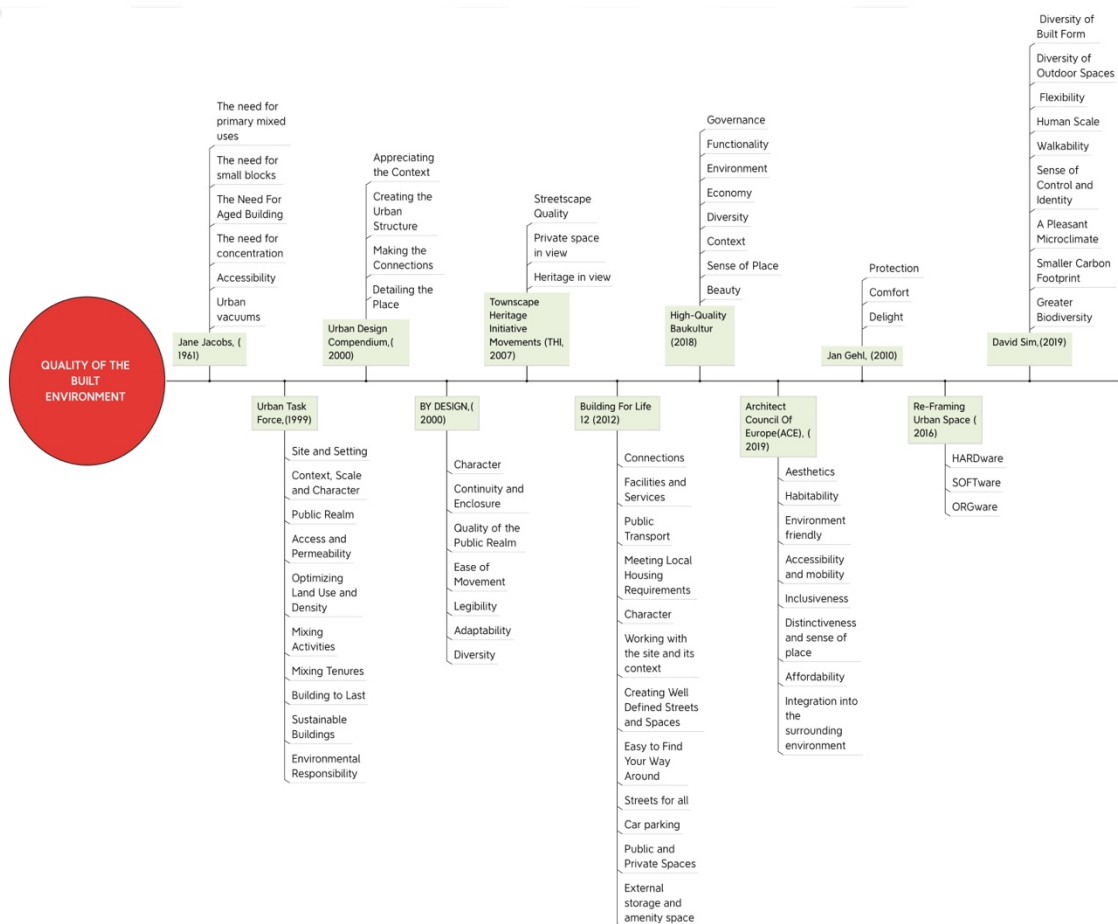 QUALITY OF THE
BUILT
ENVIRONMENT
The need for
primary mixed
uses
The need for
small blocks
The Need For
Aged Building
The need for
concentration
Accessibility
Urban
vacuums
Jane Jacobs, (
1961)
Urban Task
Force,(1999)
Site and Setting
Context, Scale
and Character
Public Realm
Access and
Permeability
Optimizing
Land Use and
Density
Mixing
Activities
Mixing Tenures
Building to Last
Sustainable
Buildings
Environmental
Responsibility
Appreciating
the Context
Creating the
Urban
Structure
Making the
Connections
Detailing the
Place
Urban Design
Compendium,(
2000)
BY DESIGN,(
2000)
Character
Continuity and
Enclosure
Quality of the
Public Realm
Ease of
Movement
Legibility
Adaptability
Diversity
Streetscape
Quality
Private space
in view
Heritage in view
Townscape
Heritage
Initiative
Movements (THI,
2007)
Building For Life
12 (2012)
Connections
Facilities and
Services
Public
Transport
Meeting Local
Housing
Requirements
Character
Working with
the site and its
context
Creating Well
Defined Streets
and Spaces
Easy to Find
Your Way
Around
Streets for all
Car parking
Public and
Private Spaces
External
storage and
amenity space
Governance
Functionality
Environment
Economy
Diversity
Context
Sense of Place
Beauty
High-Quality
Baukultur
(2018)
Architect
Council Of
Europe(ACE), (
2019)
Aesthetics
Habitability
Environment
friendly
Accessibility
and mobility
Inclusiveness
Distinctiveness
and sense of
place
Affordability
Integration into
the
surrounding
environment
Protection
Comfort
Delight
Jan Gehl, (2010)
Re-Framing
Urban Space (
2016)
HARDware
SOFTware
ORGware
Diversity of
Built Form
Diversity of
Outdoor Spaces
Flexibility
Human Scale
Walkability
Sense of
Control and
Identity
A Pleasant
Microclimate
Smaller Carbon
Footprint
Greater
Biodiversity
David Sim,(2019)